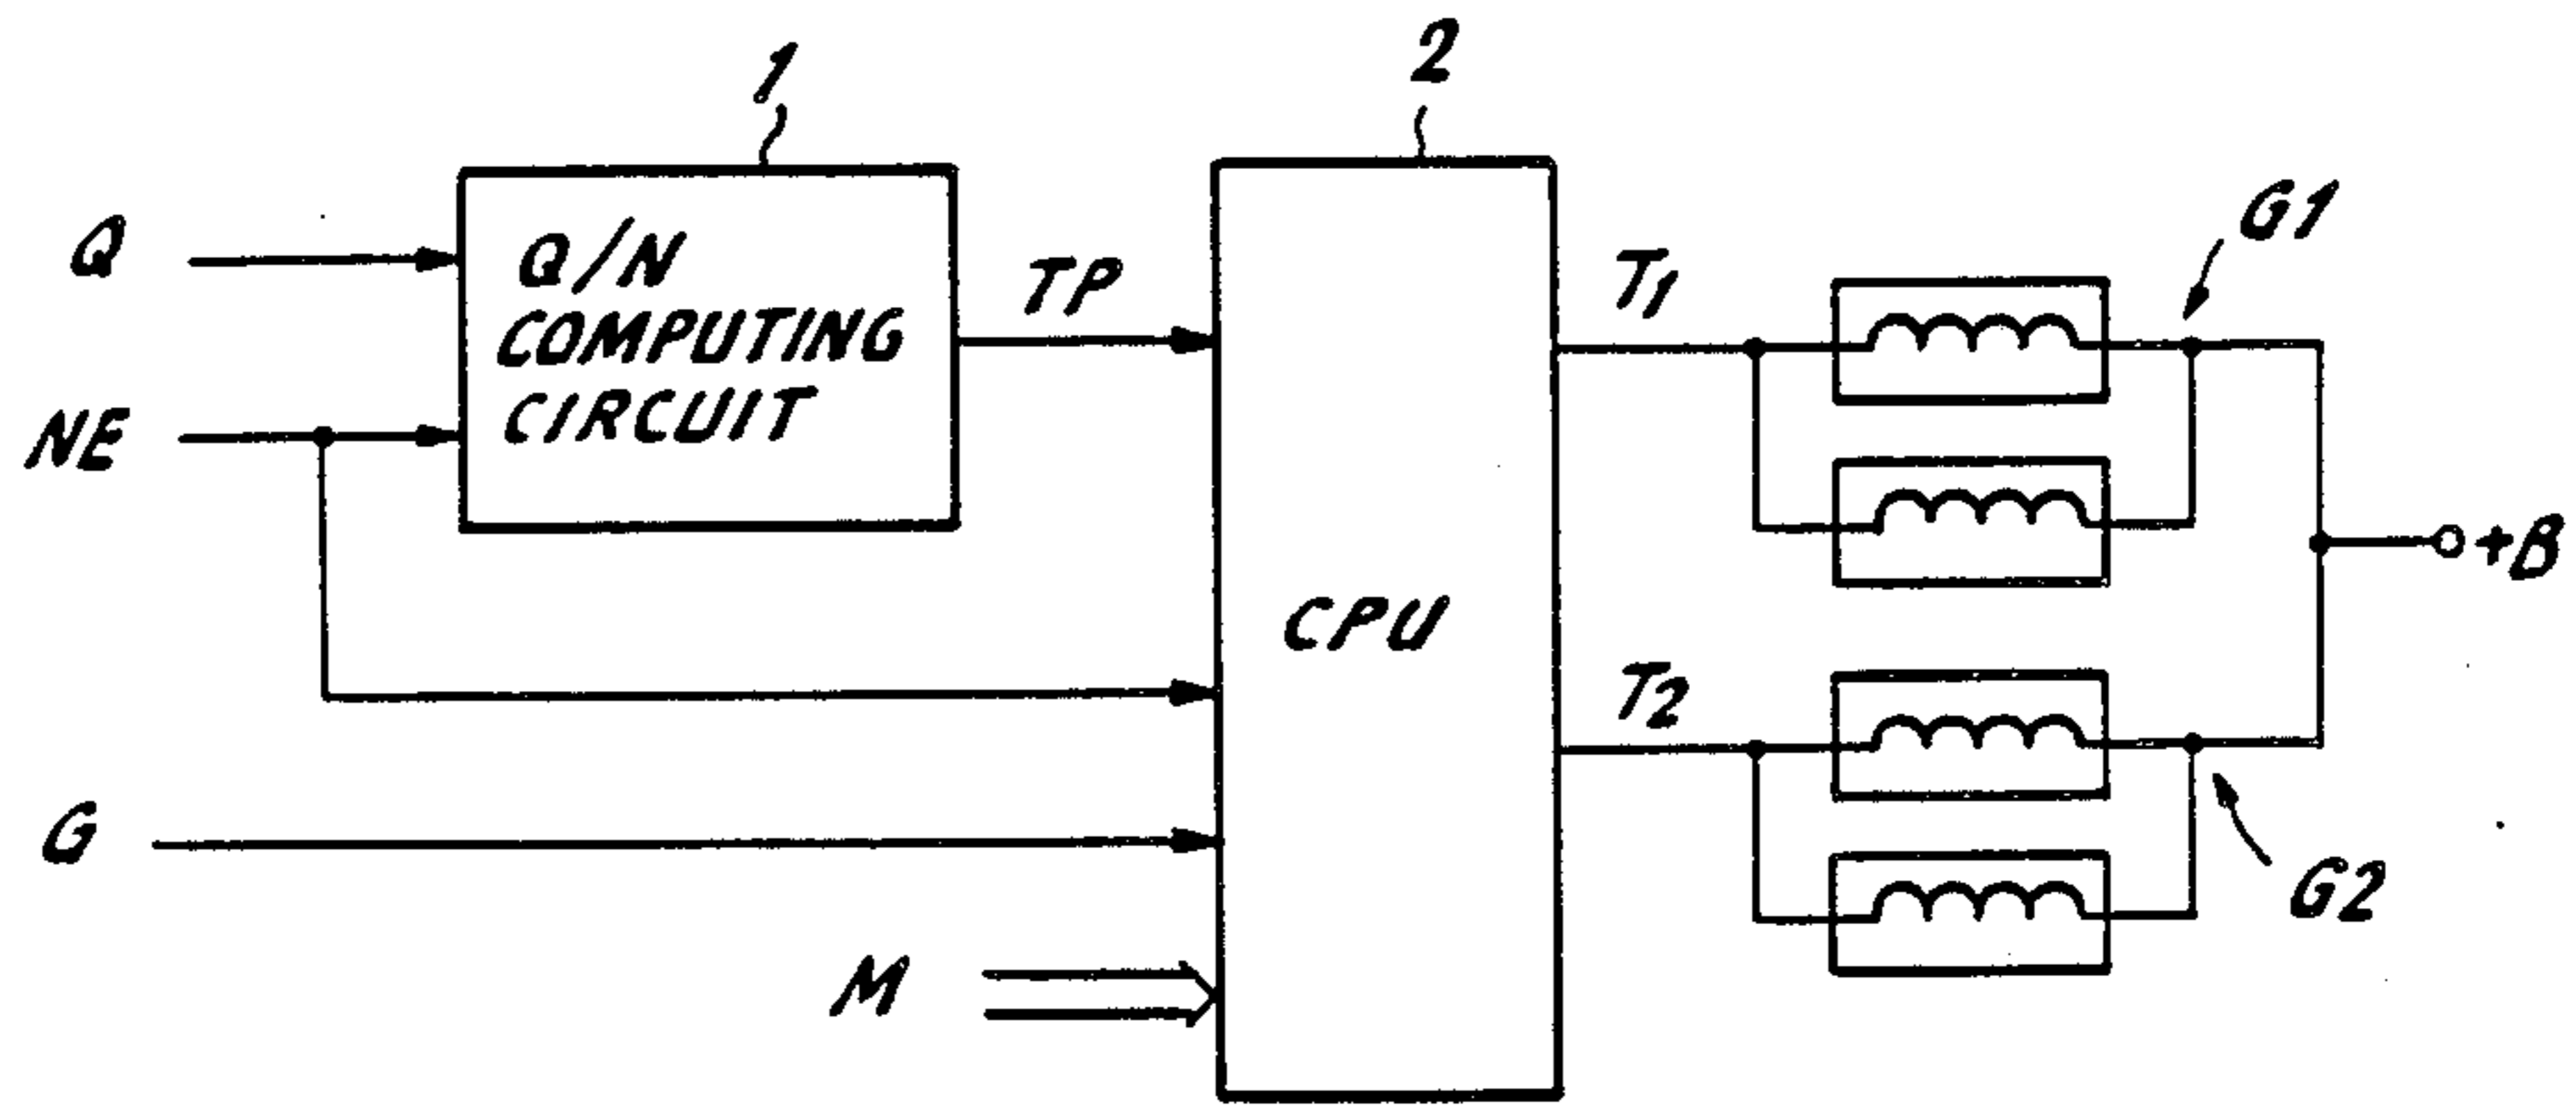 1
2
Q
Q/N
COMPUTING
CIRCUIT
NE
TP
CPU
G
M
T1
T2
G1
G2
+B